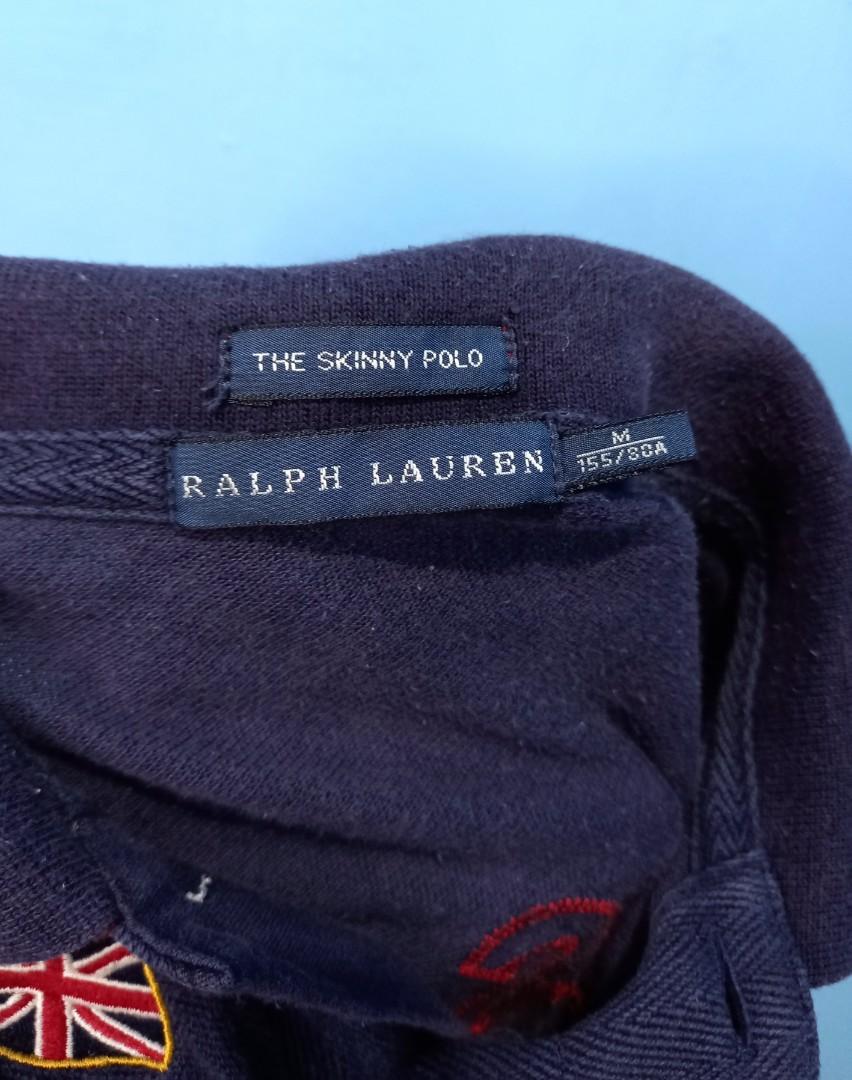 THE SKINNY POLO
RALPH LAUREN
M
155/80A